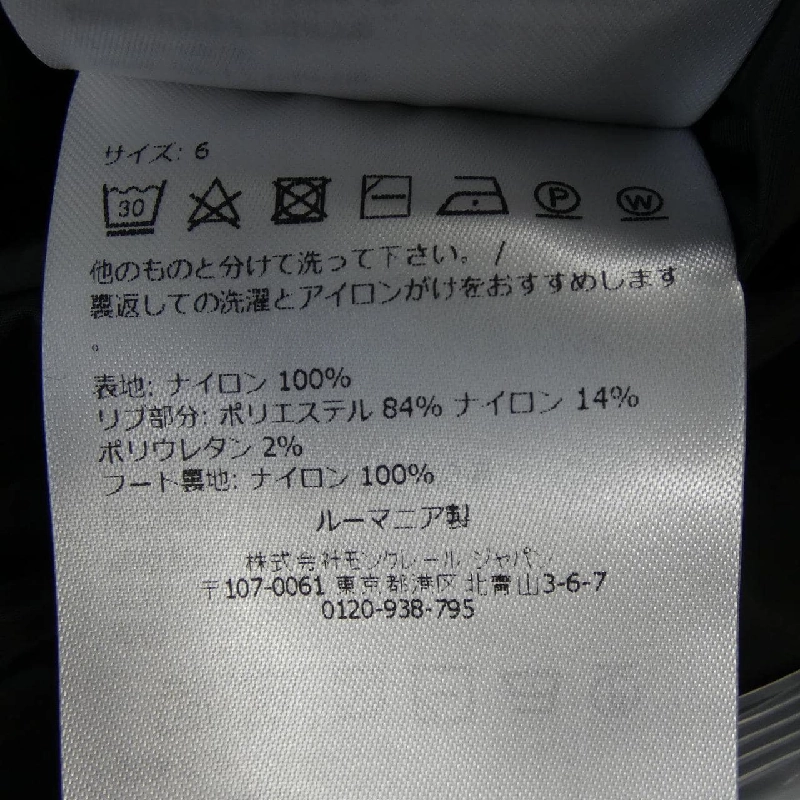 サイズ: 6
30
P
W
他のものと分けて洗って下さい。 /
裏返しての洗濯とアイロンがけをおすすめします
。
表地: ナイロン 100%
リブ部分: ポリエステル 84% ナイロン 14%
ポリウレタン 2%
フート裏地: ナイロン 100%
ルーマニア製
株式会社モンクレール ジャパン
〒107-0061 東京都港区 北青山3-6-7
0120-938-795